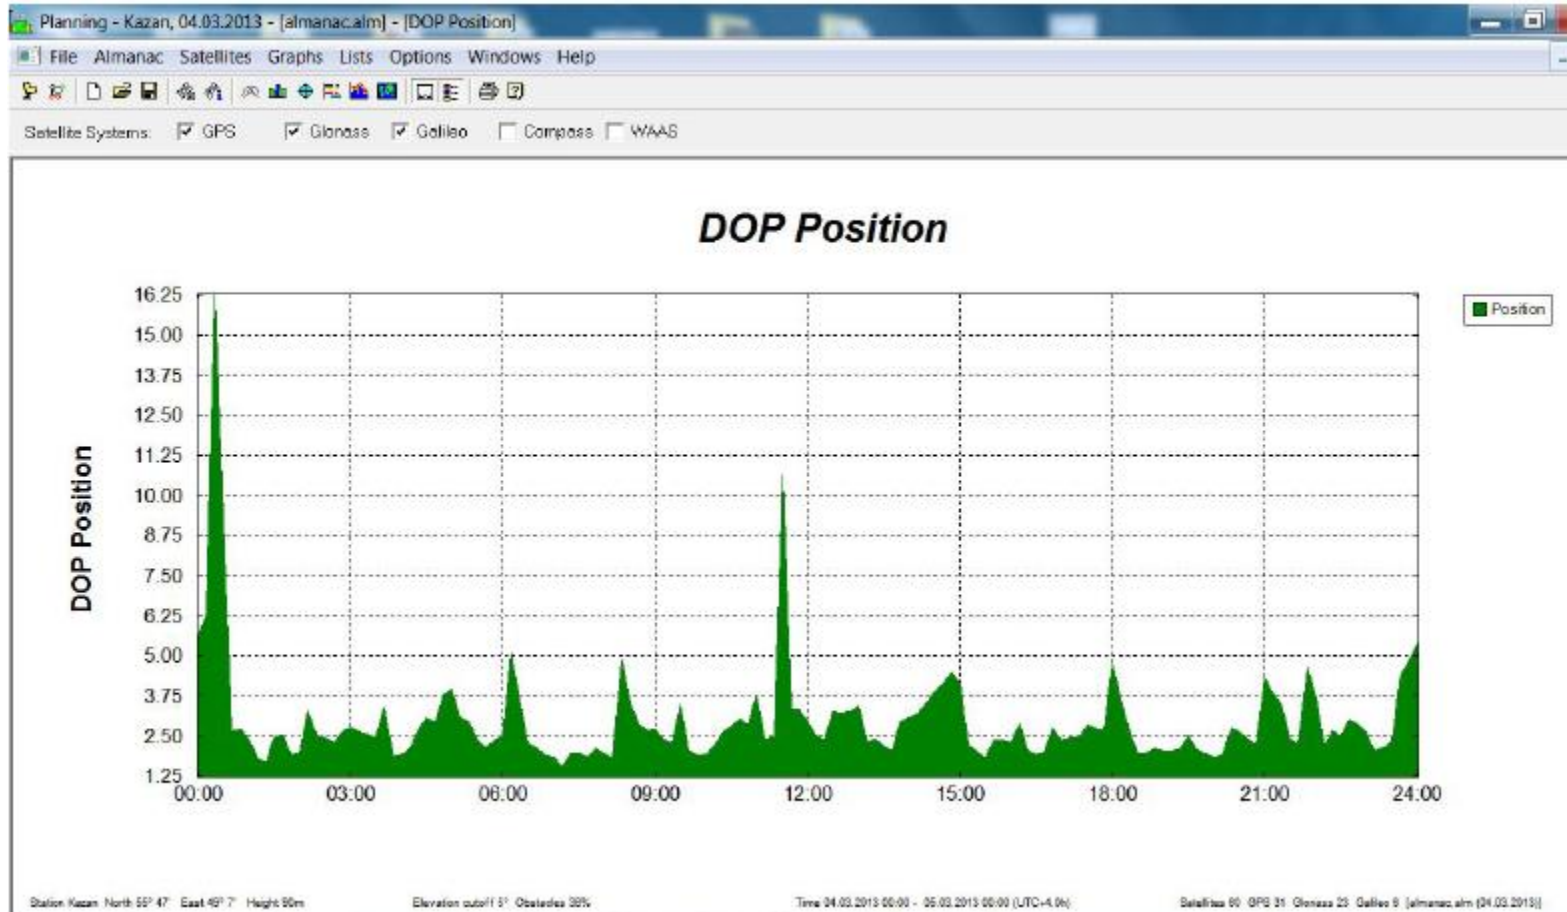 Planning - Kazan, 04.03.2013 - [almanac.alm] - [DOP Position]
File Almanac Satellites Graphs Lists Options Windows Help
Satellite Systems: GPS Glonass Galileo Compass WAAS
DOP Position
16.25
15.00
13.75
12.50
11.25
10.00
8.75
7.50
6.25
5.00
3.75
2.50
1.25
DOP Position
00:00 03:00 06:00 09:00 12:00 15:00 18:00 21:00 24:00
Position
Station Kazan North 55° 47' East 49° 7' Height 90m Elevation cutoff 5° Obstacles 38% Time 04.03.2013 00:00 - 05.03.2013 00:00 (UTC+4.0h) Satellites GPS 31 Glonass 23 Galileo [almanac.alm (04.03.2013)]